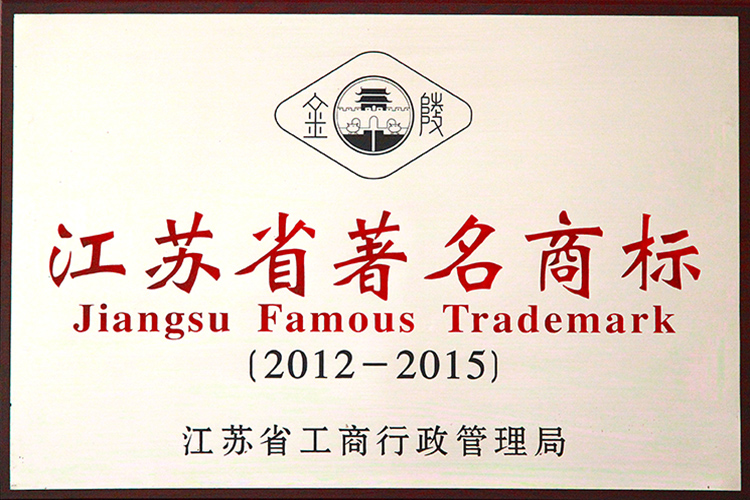 金陵
江苏省著名商标
Jiangsu Famous Trademark
(2012-2015)
江苏省工商行政管理局